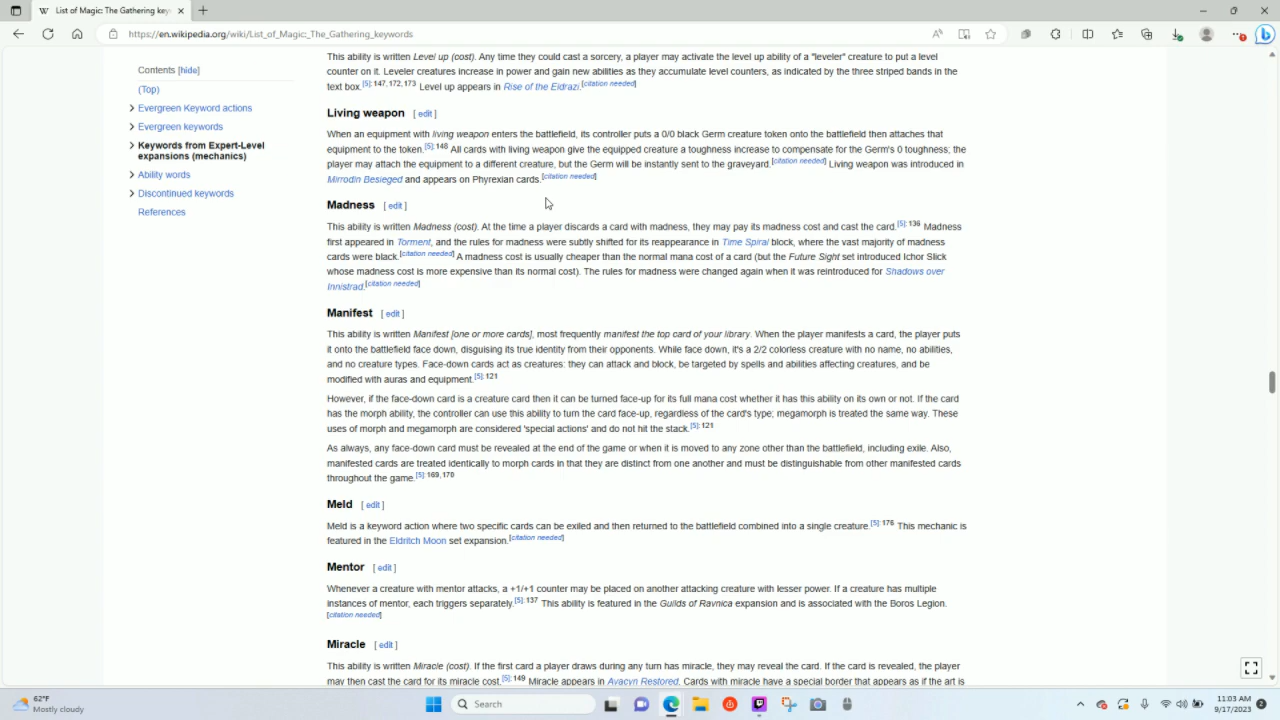 List of Magic: The Gathering key
https://en.wikipedia.org/wiki/List_of_Magic:_The_Gathering_keywords
Contents [hide]
(Top)
Evergreen Keyword actions
Evergreen keywords
Keywords from Expert-Level
expansions (mechanics)
Ability words
Discontinued keywords
References
This ability is written Level up (cost). Any time they could cast a sorcery, a player may activate the level up ability of a "leveler" creature to put a level
counter on it. Leveler creatures increase in power and gain new abilities as they accumulate level counters, as indicated by the three striped bands in the
text box.[5]: 147,172,173 Level up appears in Rise of the Eldrazi.[citation needed]
Living weapon [ edit ]
When an equipment with living weapon enters the battlefield, its controller puts a 0/0 black Germ creature token onto the battlefield then attaches that
equipment to the token.[5]: 148 All cards with living weapon give the equipped creature a toughness increase to compensate for the Germ's 0 toughness; the
player may attach the equipment to a different creature, but the Germ will be instantly sent to the graveyard.[citation needed] Living weapon was introduced in
Mirrodin Besieged and appears on Phyrexian cards.[citation needed]
Madness [ edit ]
This ability is written Madness (cost). At the time a player discards a card with madness, they may pay its madness cost and cast the card.[5]: 136 Madness
first appeared in Torment, and the rules for madness were subtly shifted for its reappearance in Time Spiral block, where the vast majority of madness
cards were black.[citation needed] A madness cost is usually cheaper than the normal mana cost of a card (but the Future Sight set introduced Ichor Slick
whose madness cost is more expensive than its normal cost). The rules for madness were changed again when it was reintroduced for Shadows over
Innistrad.[citation needed]
Manifest [ edit ]
This ability is written Manifest [one or more cards], most frequently manifest the top card of your library. When the player manifests a card, the player puts
it onto the battlefield face down, disguising its true identity from their opponents. While face down, it's a 2/2 colorless creature with no name, no abilities,
and no creature types. Face-down cards act as creatures: they can attack and block, be targeted by spells and abilities affecting creatures, and be
modified with auras and equipment.[5]: 121
However, if the face-down card is a creature card then it can be turned face-up for its full mana cost whether it has this ability on its own or not. If the card
has the morph ability, the controller can use this ability to turn the card face-up, regardless of the card's type; megamorph is treated the same way. These
uses of morph and megamorph are considered 'special actions' and do not hit the stack.[5]: 121
As always, any face-down card must be revealed at the end of the game or when it is moved to any zone other than the battlefield, including exile. Also,
manifested cards are treated identically to morph cards in that they are distinct from one another and must be distinguishable from other manifested cards
throughout the game.[5]: 169,170
Meld [ edit ]
Meld is a keyword action where two specific cards can be exiled and then returned to the battlefield combined into a single creature.[5]: 176 This mechanic is
featured in the Eldritch Moon set expansion.[citation needed]
Mentor [ edit ]
Whenever a creature with mentor attacks, a +1/+1 counter may be placed on another attacking creature with lesser power. If a creature has multiple
instances of mentor, each triggers separately.[5]: 137 This ability is featured in the Guilds of Ravnica expansion and is associated with the Boros Legion.
[citation needed]
Miracle [ edit ]
This ability is written Miracle (cost). If the first card a player draws during any turn has miracle, they may reveal the card. If the card is revealed, the player
may then cast the card for its miracle cost.[5]: 149 Miracle appears in Avacyn Restored. Cards with miracle have a special border that appears as if the art is
62°F
Mostly cloudy
Search
11:03 AM
9/17/2023